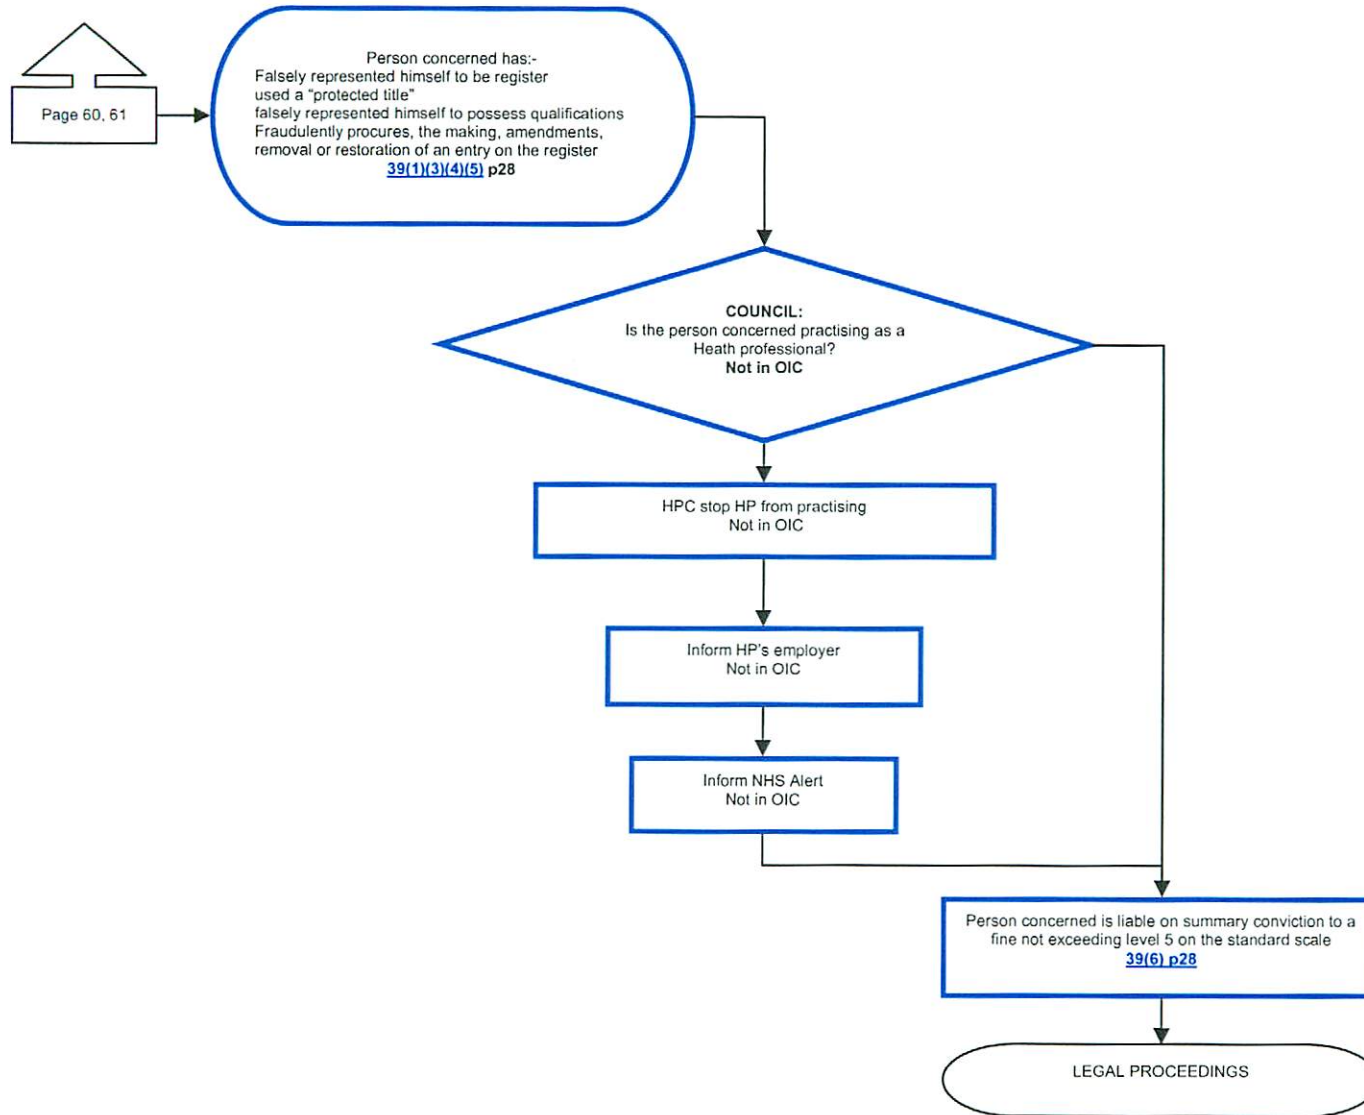 Page 60, 61
Person concerned has:-
Falsely represented himself to be register
used a "protected title"
falsely represented himself to possess qualifications
Fraudulently procures, the making, amendments,
removal or restoration of an entry on the register
39(1)(3)(4)(5) p28
COUNCIL:
Is the person concerned practising as a
Heath professional?
Not in OIC
HPC stop HP from practising
Not in OIC
Inform HP's employer
Not in OIC
Inform NHS Alert
Not in OIC
Person concerned is liable on summary conviction to a
fine not exceeding level 5 on the standard scale
39(6) p28
LEGAL PROCEEDINGS